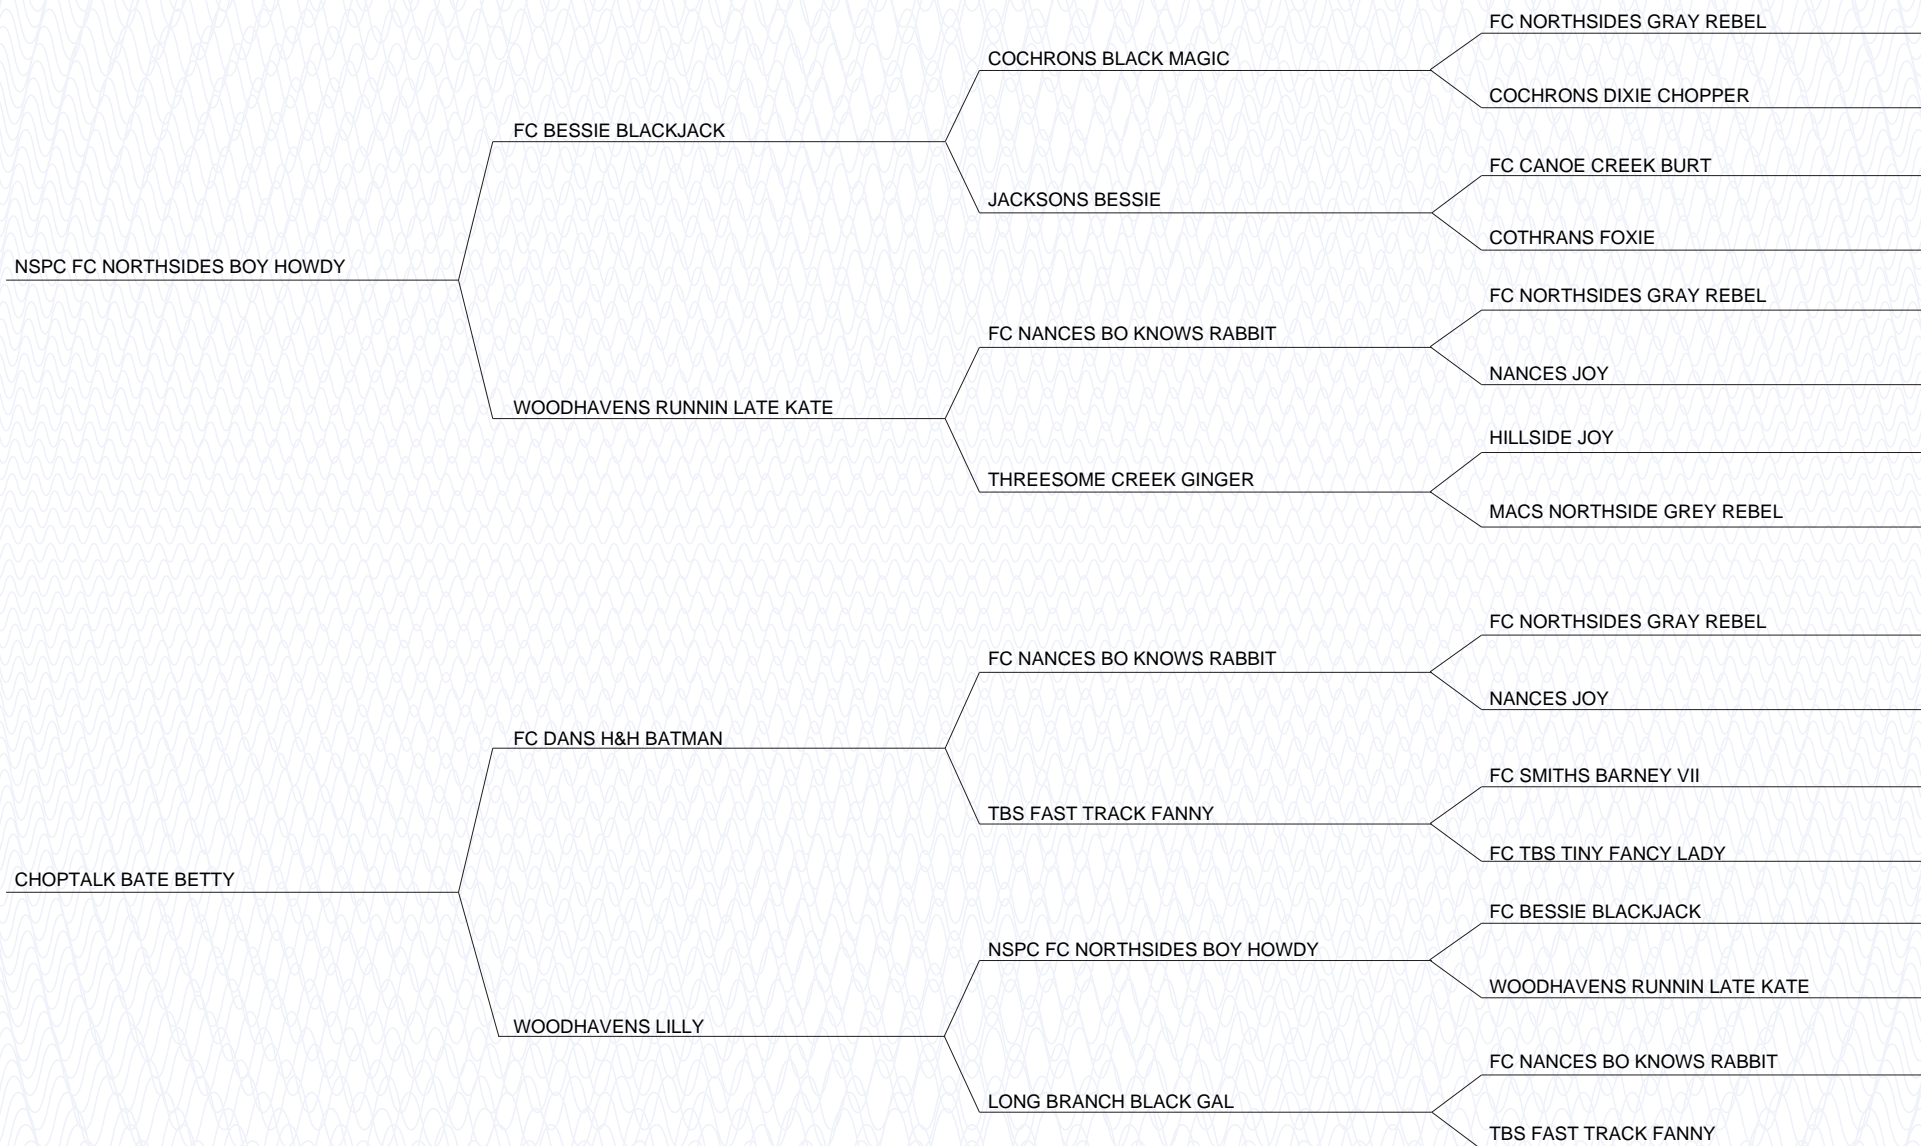 FC NORTHSIDES GRAY REBEL
COCHRONS BLACK MAGIC
COCHRONS DIXIE CHOPPER
FC BESSIE BLACKJACK
FC CANOE CREEK BURT
JACKSONS BESSIE
COTHRANS FOXIE
NSPC FC NORTHSIDES BOY HOWDY
FC NORTHSIDES GRAY REBEL
FC NANCES BO KNOWS RABBIT
NANCES JOY
WOODHAVENS RUNNIN LATE KATE
HILLSIDE JOY
THREESOME CREEK GINGER
MACS NORTHSIDE GREY REBEL
FC NORTHSIDES GRAY REBEL
FC NANCES BO KNOWS RABBIT
NANCES JOY
FC DANS H&H BATMAN
FC SMITHS BARNEY VII
TBS FAST TRACK FANNY
FC TBS TINY FANCY LADY
CHOPTALK BATE BETTY
FC BESSIE BLACKJACK
NSPC FC NORTHSIDES BOY HOWDY
WOODHAVENS RUNNIN LATE KATE
WOODHAVENS LILLY
FC NANCES BO KNOWS RABBIT
LONG BRANCH BLACK GAL
TBS FAST TRACK FANNY